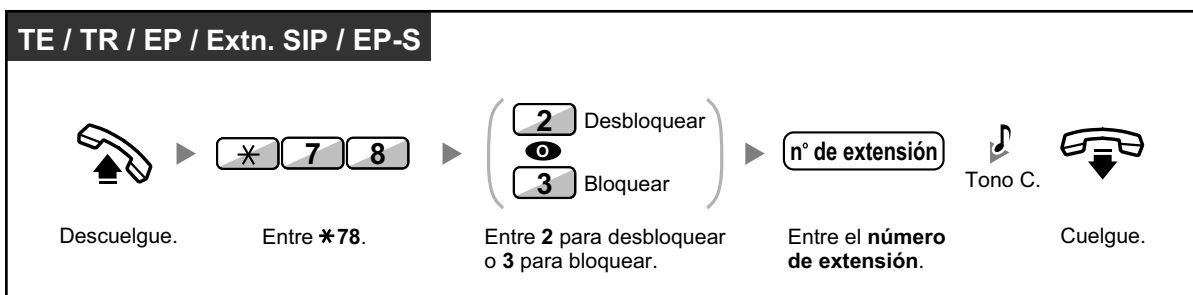 TE / TR / EP / Extn. SIP / EP-S
2 Desbloquear
o
3 Bloquear
* 7 8
n° de extensión
Tono C.
Descuelgue.
Entre *78.
Entre 2 para desbloquear
o 3 para bloquear.
Entre el número
de extensión.
Cuelgue.